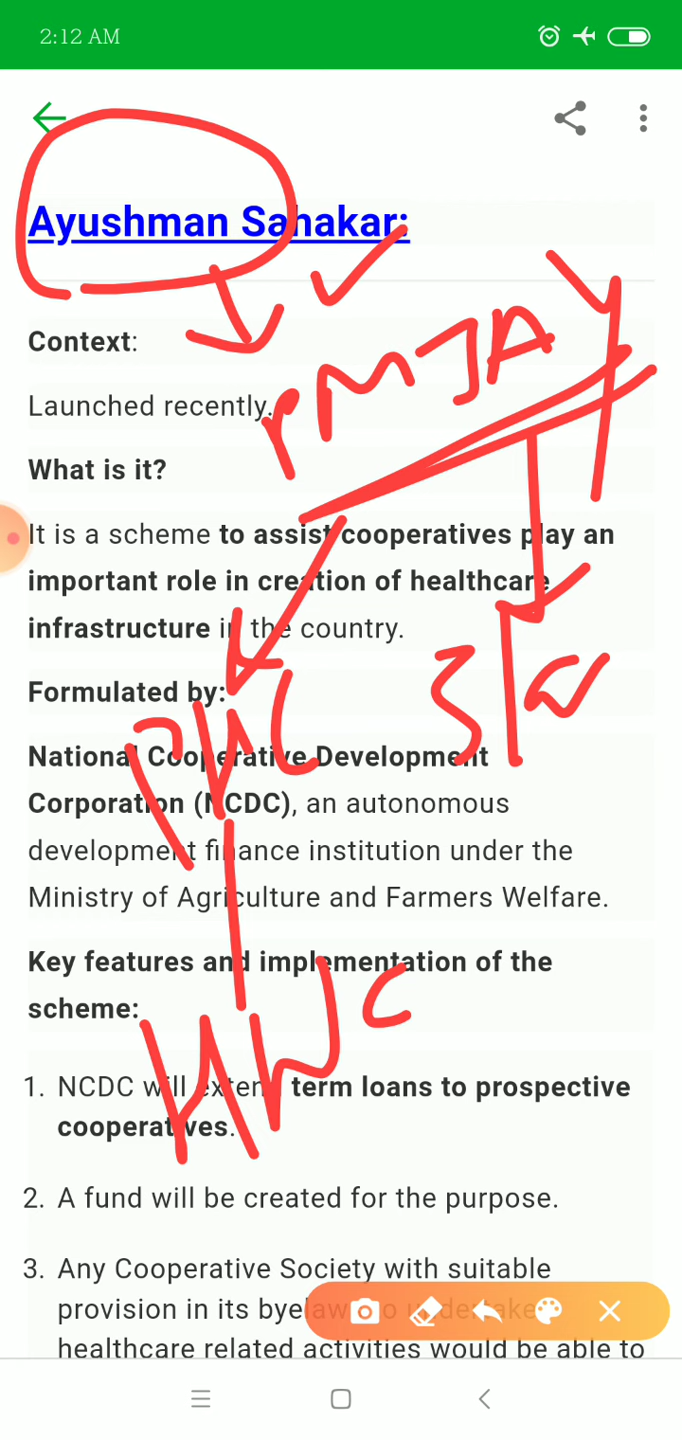 2:12 AM
Ayushman Sahakar:
Context:
PMJAY
Launched recently.
What is it?
It is a scheme to assist cooperatives play an
important role in creation of healthcare
infrastructure in the country.
Formulated by:
PHC
National Cooperative Development
Corporation (NCDC), an autonomous
development finance institution under the
Ministry of Agriculture and Farmers Welfare.
Key features and implementation of the
scheme:
HWC
1. NCDC will extend term loans to prospective
cooperatives.
2. A fund will be created for the purpose.
3. Any Cooperative Society with suitable
provision in its byelaws to undertake
healthcare related activities would be able to